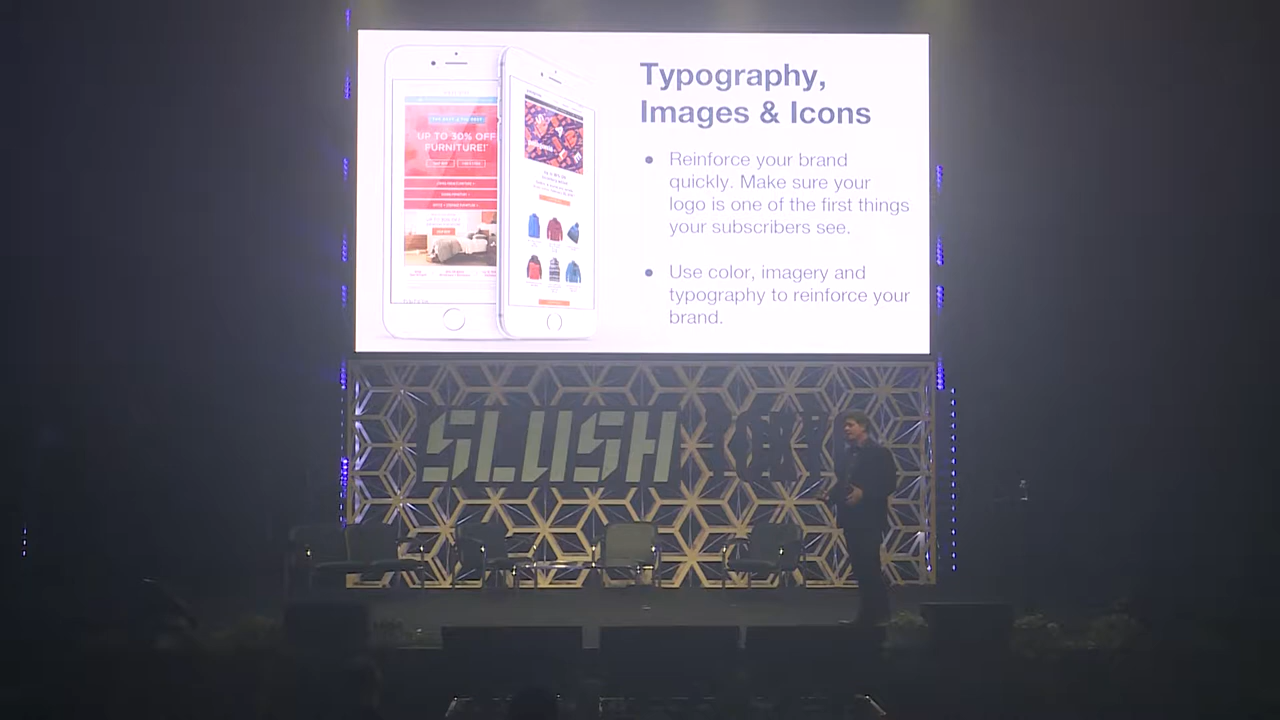 Typography,
Images & Icons
• Reinforce your brand
quickly. Make sure your
logo is one of the first things
your subscribers see.
• Use color, imagery and
typography to reinforce your
brand.
UP TO 30% OFF
FURNITURE!
SLUSH